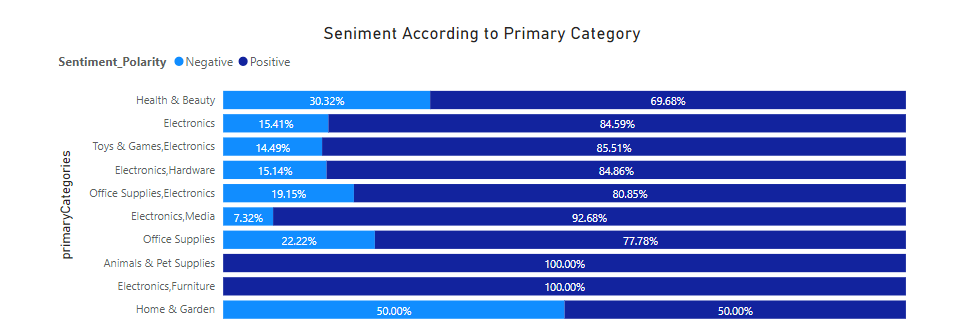 Seniment According to Primary Category
Sentiment_Polarity Negative Positive
primaryCategories
Health & Beauty 30.32% 69.68%
Electronics 15.41% 84.59%
Toys & Games,Electronics 14.49% 85.51%
Electronics,Hardware 15.14% 84.86%
Office Supplies,Electronics 19.15% 80.85%
Electronics,Media 7.32% 92.68%
Office Supplies 22.22% 77.78%
Animals & Pet Supplies 100.00%
Electronics,Furniture 100.00%
Home & Garden 50.00% 50.00%